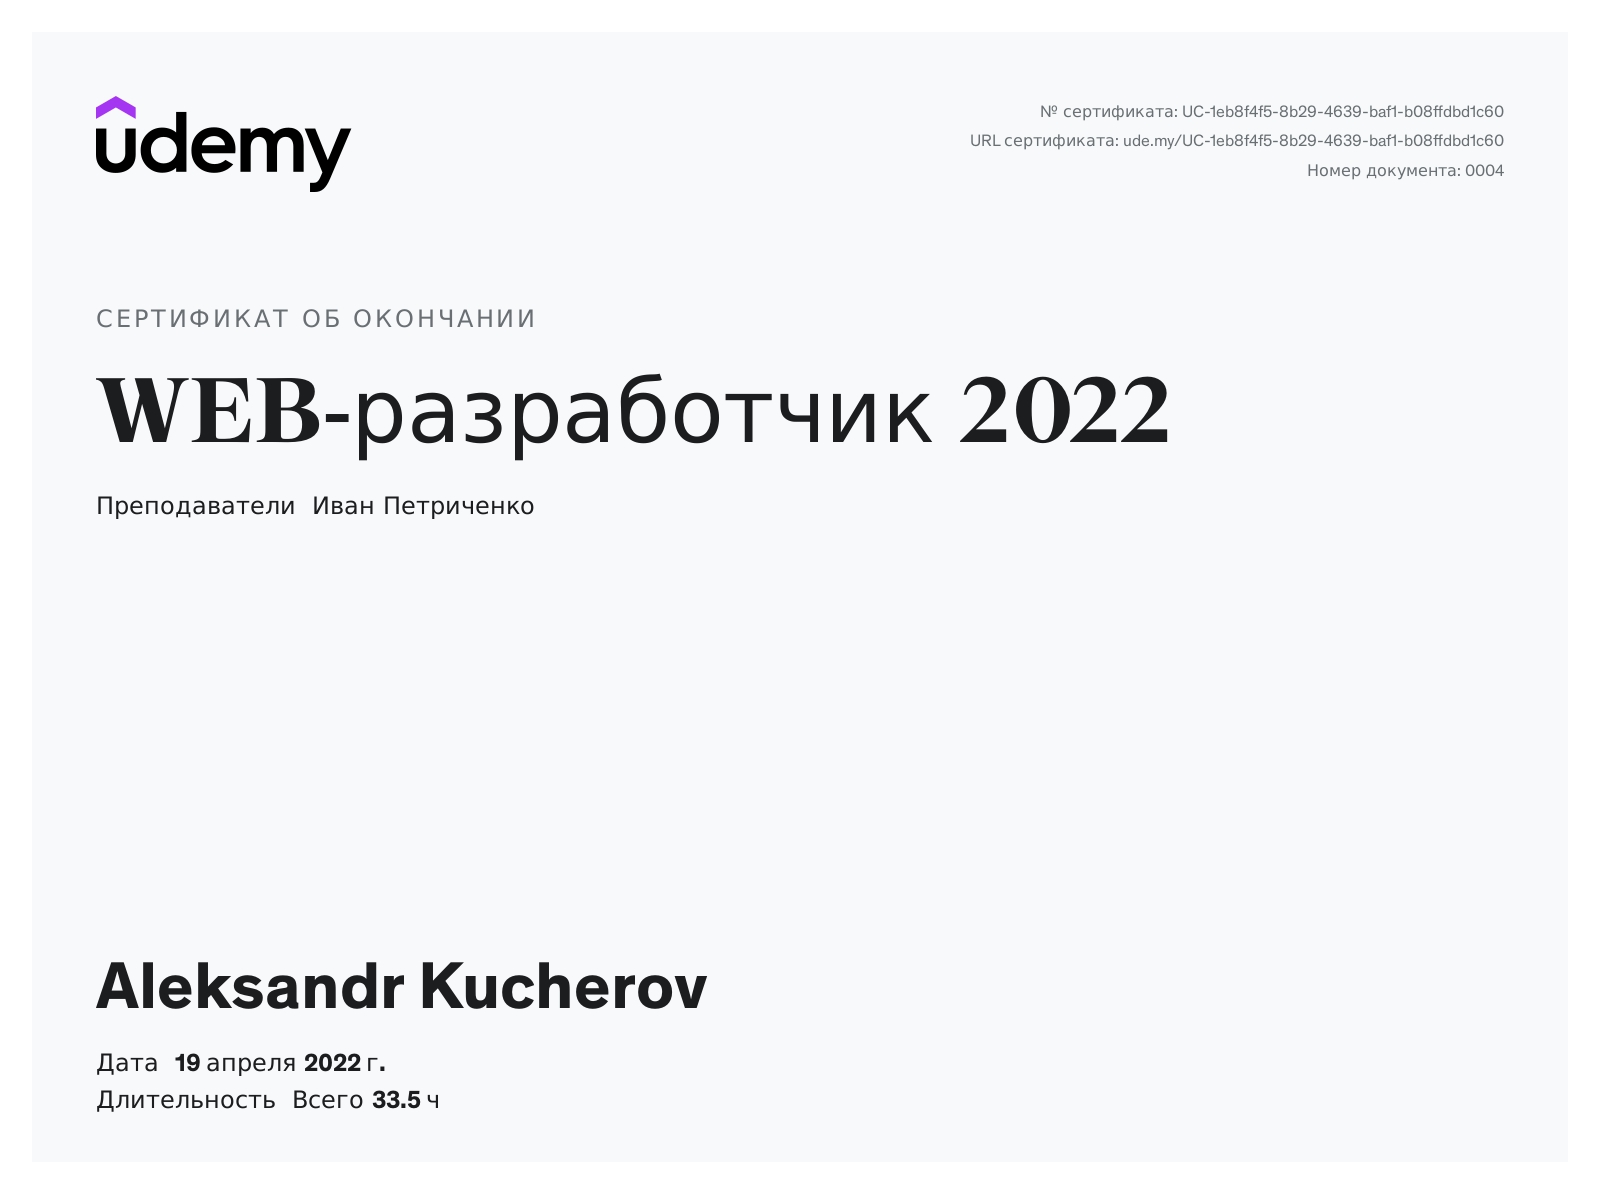 udemy
№ сертификата: UC-1eb8f4f5-8b29-4639-baf1-b08ffdbd1c60
URL сертификата: ude.my/UC-1eb8f4f5-8b29-4639-baf1-b08ffdbd1c60
Номер документа: 0004
СЕРТИФИКАТ ОБ ОКОНЧАНИИ
WEB-разработчик 2022
Преподаватели Иван Петриченко
Aleksandr Kucherov
Дата 19 апреля 2022 г.
Длительность Всего 33.5 ч